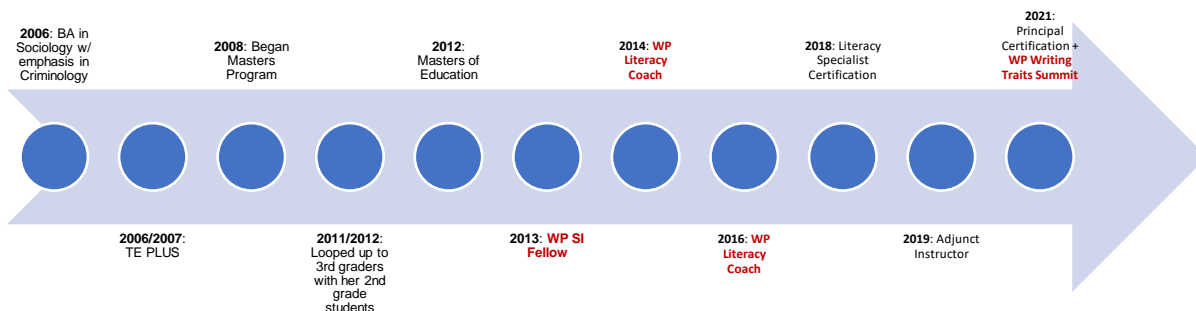 2006: BA in
Sociology w/
emphasis in
Criminology
2006/2007:
TE PLUS
2008: Began
Masters
Program
2011/2012:
Looped up to
3rd graders
with her 2nd
grade
students
2012:
Masters of
Education
2013: WP SI
Fellow
2014: WP
Literacy
Coach
2016: WP
Literacy
Coach
2018: Literacy
Specialist
Certification
2019: Adjunct
Instructor
2021:
Principal
Certification +
WP Writing
Traits Summit